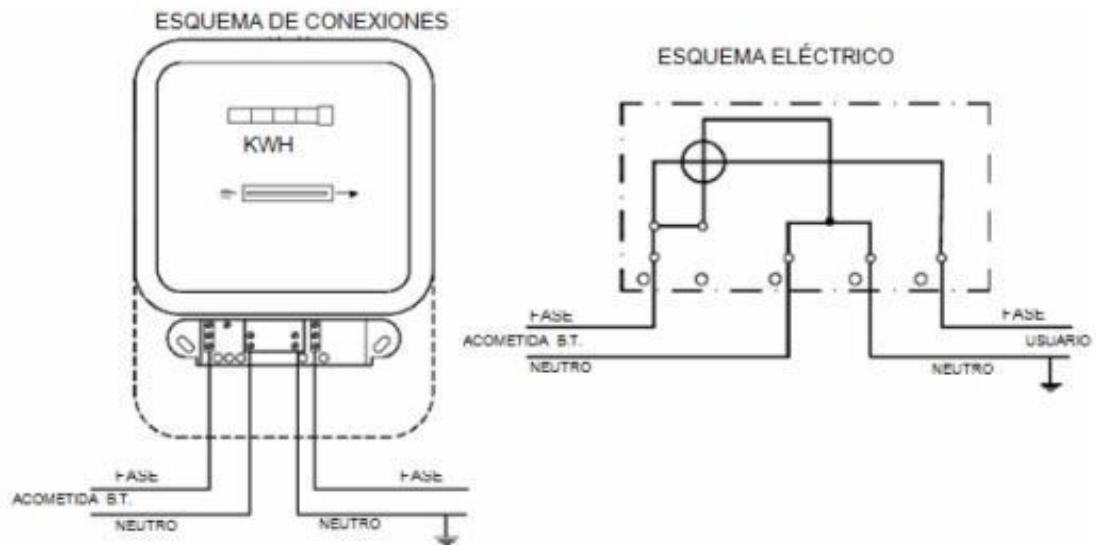 ESQUEMA DE CONEXIONES
KWH
FASE
FASE
ACOMETIDA B.T.
NEUTRO
NEUTRO
ESQUEMA ELÉCTRICO
FASE
FASE
ACOMETIDA B.T.
USUARIO
NEUTRO
NEUTRO